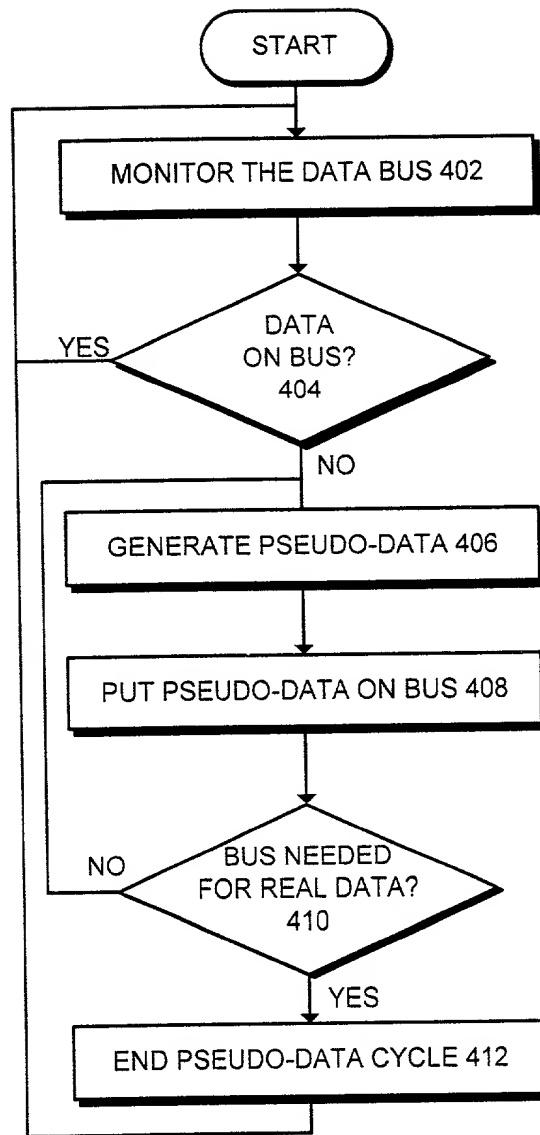 START
MONITOR THE DATA BUS 402
DATA
ON BUS?
404
YES
NO
GENERATE PSEUDO-DATA 406
PUT PSEUDO-DATA ON BUS 408
BUS NEEDED
FOR REAL DATA?
410
NO
YES
END PSEUDO-DATA CYCLE 412